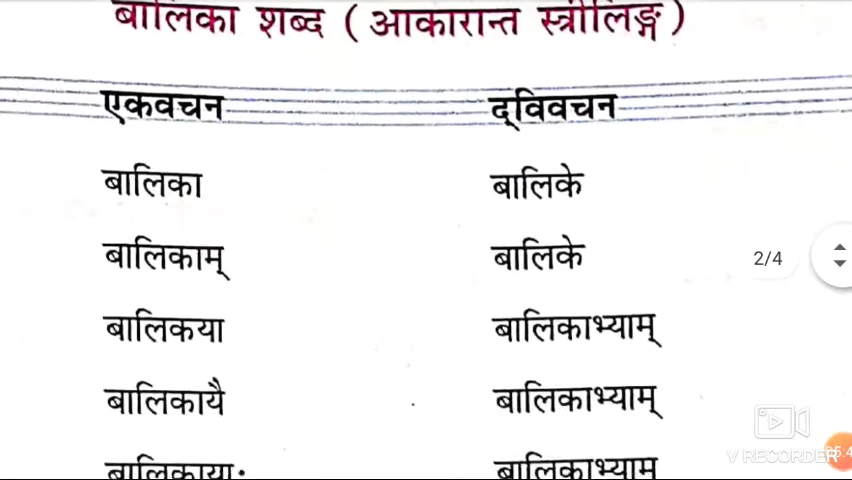 बालिका शब्द ( आकारान्त स्त्रीलिङ्ग )
एकवचन द्विवचन
बालिका बालिके
बालिकाम् बालिके
2/4
बालिकया बालिकाभ्याम्
बालिकायै बालिकाभ्याम्
बालिकायाः बालिकाभ्याम्
V RECORDER